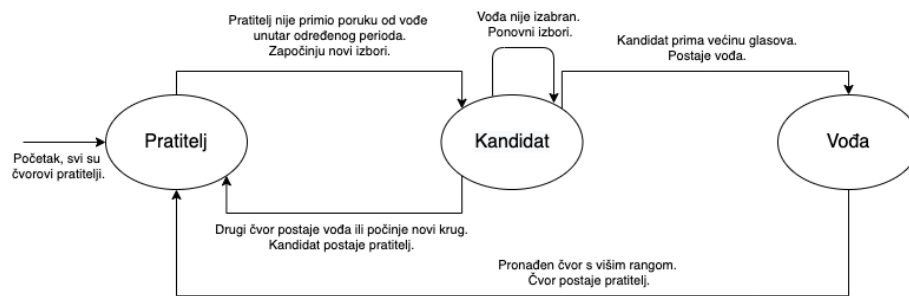 Pratitelj nije primio poruku od vođe
unutar određenog perioda.
Započinju novi izbori.
Vođa nije izabran.
Ponovni izbori.
Kandidat prima većinu glasova.
Postaje vođa.
Pratitelj
Kandidat
Vođa
Početak, svi su
čvorovi pratitelji.
Drugi čvor postaje vođa ili počinje novi krug.
Kandidat postaje pratitelj.
Pronađen čvor s višim rangom.
Čvor postaje pratitelj.